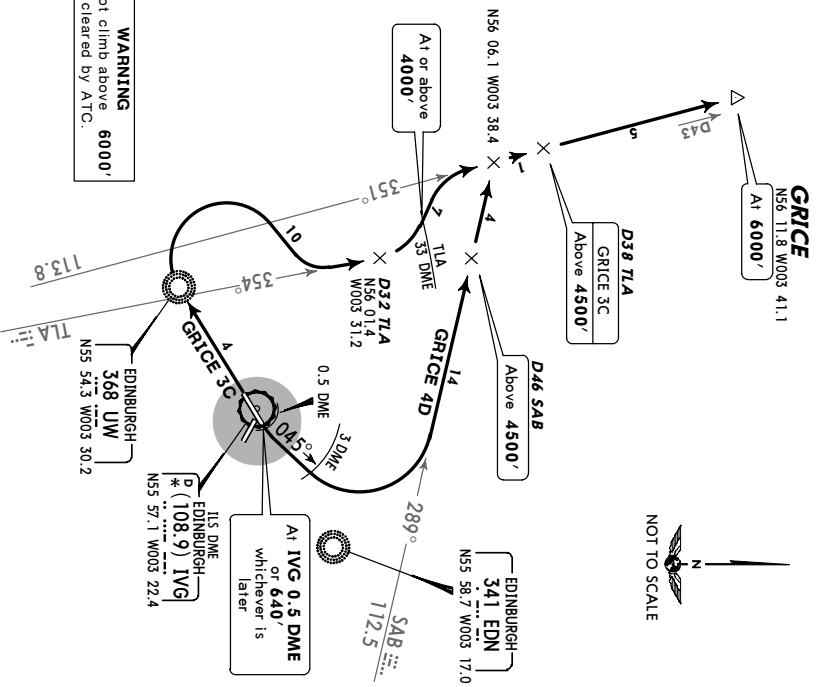 WARNING
ot climb above 6000'
cleared by ATC.
N56 06.1 W003 38.4
At or above
4000'
GRICE
N56 11.8 W003 41.1
At 6000'
D43
5
1
D38 TLA
GRICE 3C
Above 4500'
4
7
TLA
33 DME
351°
113.8
10
354°
TLA
D32 TLA
N56 01.4
W003 31.2
D46 SAB
Above
4500'
GRICE 4D
14
GRICE 3C
4
0.5 DME
045°
3 DME
289°
SAB
112.5
EDINBURGH
368 UW
N55 54.3 W003 30.2
ILS DME
EDINBURGH
D
*(108.9) IVG
N55 57.1 W003 22.4
At IVG 0.5 DME
or 640'
whichever is
later
EDINBURGH
341 EDN
N55 58.7 W003 17.0
N
NOT TO SCALE